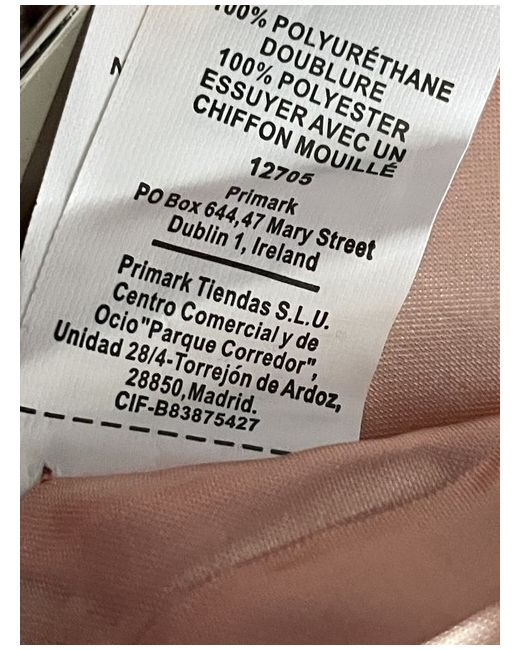 100% POLYURÉTHANE
DOUBLURE
100% POLYESTER
ESSUYER AVEC UN
CHIFFON MOUILLÉ
12705
Primark
PO Box 644,47 Mary Street
Dublin 1, Ireland
Primark Tiendas S.L.U.
Centro Comercial y de
Ocio"Parque Corredor",
Unidad 28/4-Torrejón de Ardoz,
28850,Madrid.
CIF-B83875427
N